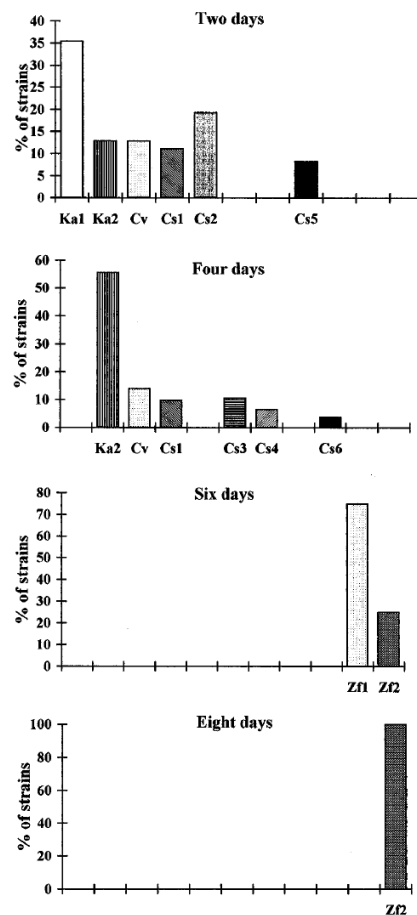 Two days
% of strains
40
35
30
25
20
15
10
5
0
Ka1 Ka2 Cv Cs1 Cs2 Cs5
Four days
% of strains
60
50
40
30
20
10
0
Ka2 Cv Cs1 Cs3 Cs4 Cs6
Six days
% of strains
80
70
60
50
40
30
20
10
0
Zf1 Zf2
Eight days
% of strains
100
80
60
40
20
0
Zf2